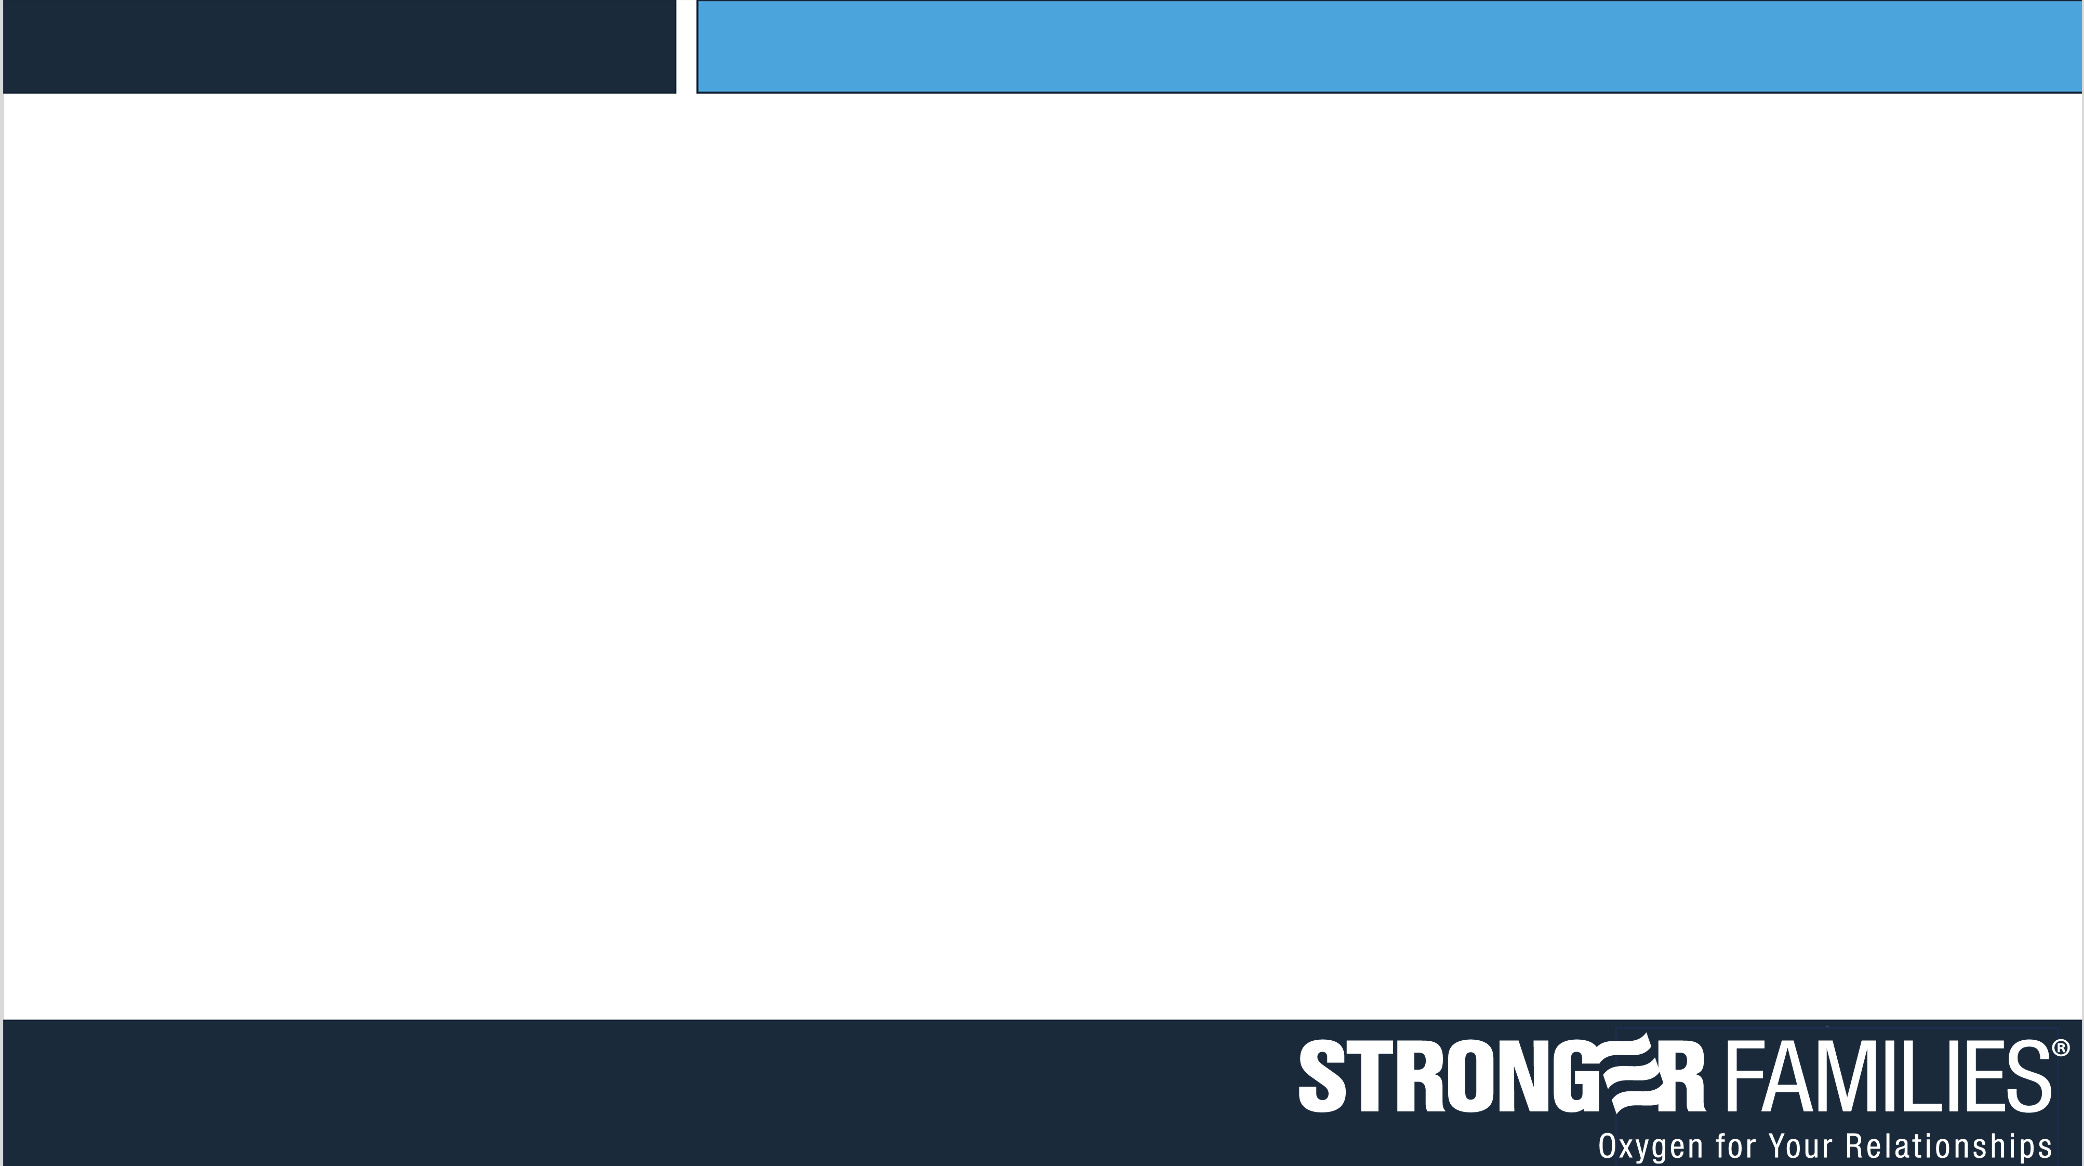 STRONGER FAMILIES®
Oxygen for Your Relationships